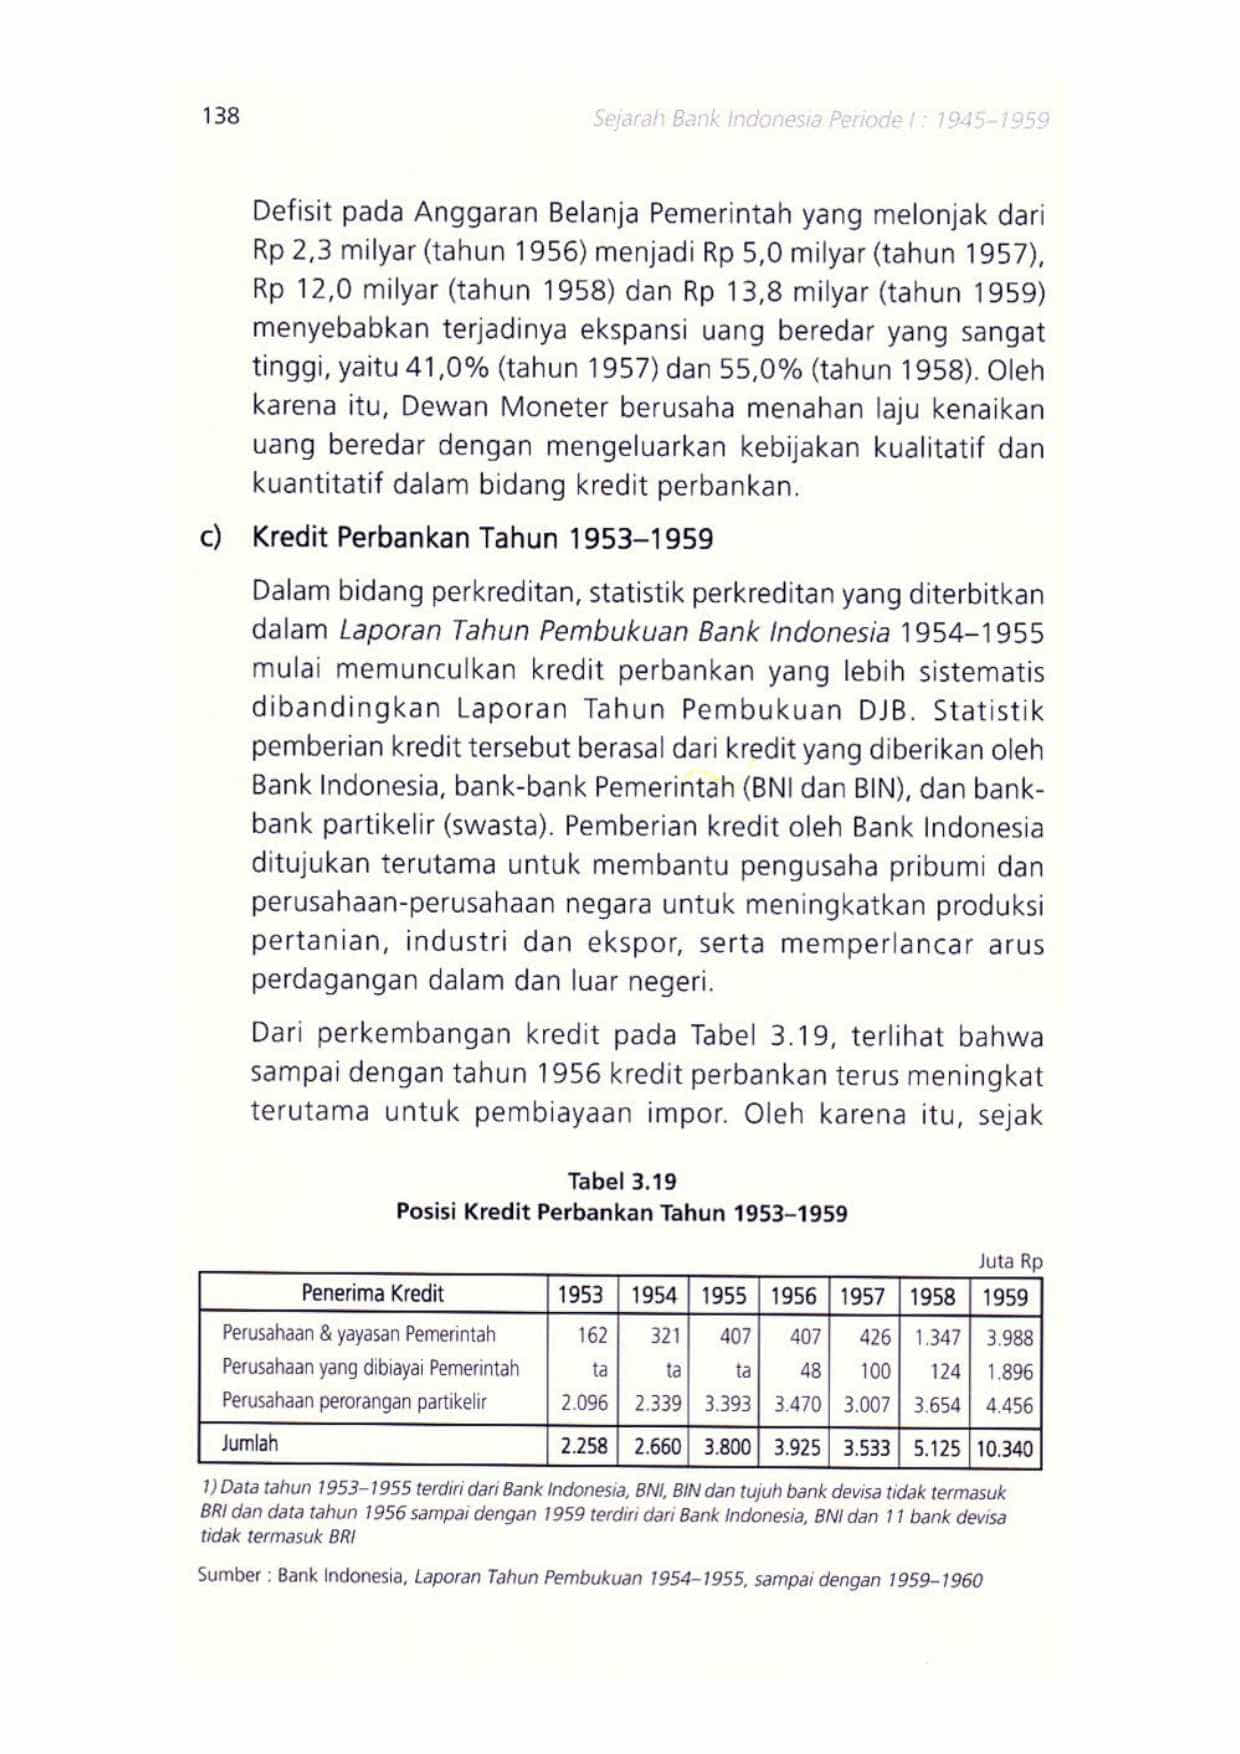 138
Sejarah Bank Indonesia Periode I : 1945–1959
Defisit pada Anggaran Belanja Pemerintah yang melonjak dari
Rp 2,3 milyar (tahun 1956) menjadi Rp 5,0 milyar (tahun 1957),
Rp 12,0 milyar (tahun 1958) dan Rp 13,8 milyar (tahun 1959)
menyebabkan terjadinya ekspansi uang beredar yang sangat
tinggi, yaitu 41,0% (tahun 1957) dan 55,0% (tahun 1958). Oleh
karena itu, Dewan Moneter berusaha menahan laju kenaikan
uang beredar dengan mengeluarkan kebijakan kualitatif dan
kuantitatif dalam bidang kredit perbankan.
c) Kredit Perbankan Tahun 1953–1959
Dalam bidang perkreditan, statistik perkreditan yang diterbitkan
dalam Laporan Tahun Pembukuan Bank Indonesia 1954–1955
mulai memunculkan kredit perbankan yang lebih sistematis
dibandingkan Laporan Tahun Pembukuan DJB. Statistik
pemberian kredit tersebut berasal dari kredit yang diberikan oleh
Bank Indonesia, bank-bank Pemerintah (BNI dan BIN), dan bank-
bank partikelir (swasta). Pemberian kredit oleh Bank Indonesia
ditujukan terutama untuk membantu pengusaha pribumi dan
perusahaan-perusahaan negara untuk meningkatkan produksi
pertanian, industri dan ekspor, serta memperlancar arus
perdagangan dalam dan luar negeri.
Dari perkembangan kredit pada Tabel 3.19, terlihat bahwa
sampai dengan tahun 1956 kredit perbankan terus meningkat
terutama untuk pembiayaan impor. Oleh karena itu, sejak
Tabel 3.19
Posisi Kredit Perbankan Tahun 1953–1959
Juta Rp
Penerima Kredit 1953 1954 1955 1956 1957 1958 1959
Perusahaan & yayasan Pemerintah 162 321 407 407 426 1.347 3.988
Perusahaan yang dibiayai Pemerintah ta ta ta 48 100 124 1.896
Perusahaan perorangan partikelir 2.096 2.339 3.393 3.470 3.007 3.654 4.456
Jumlah 2.258 2.660 3.800 3.925 3.533 5.125 10.340
1) Data tahun 1953–1955 terdiri dari Bank Indonesia, BNI, BIN dan tujuh bank devisa tidak termasuk
BRI dan data tahun 1956 sampai dengan 1959 terdiri dari Bank Indonesia, BNI dan 11 bank devisa
tidak termasuk BRI
Sumber : Bank Indonesia, Laporan Tahun Pembukuan 1954–1955, sampai dengan 1959–1960